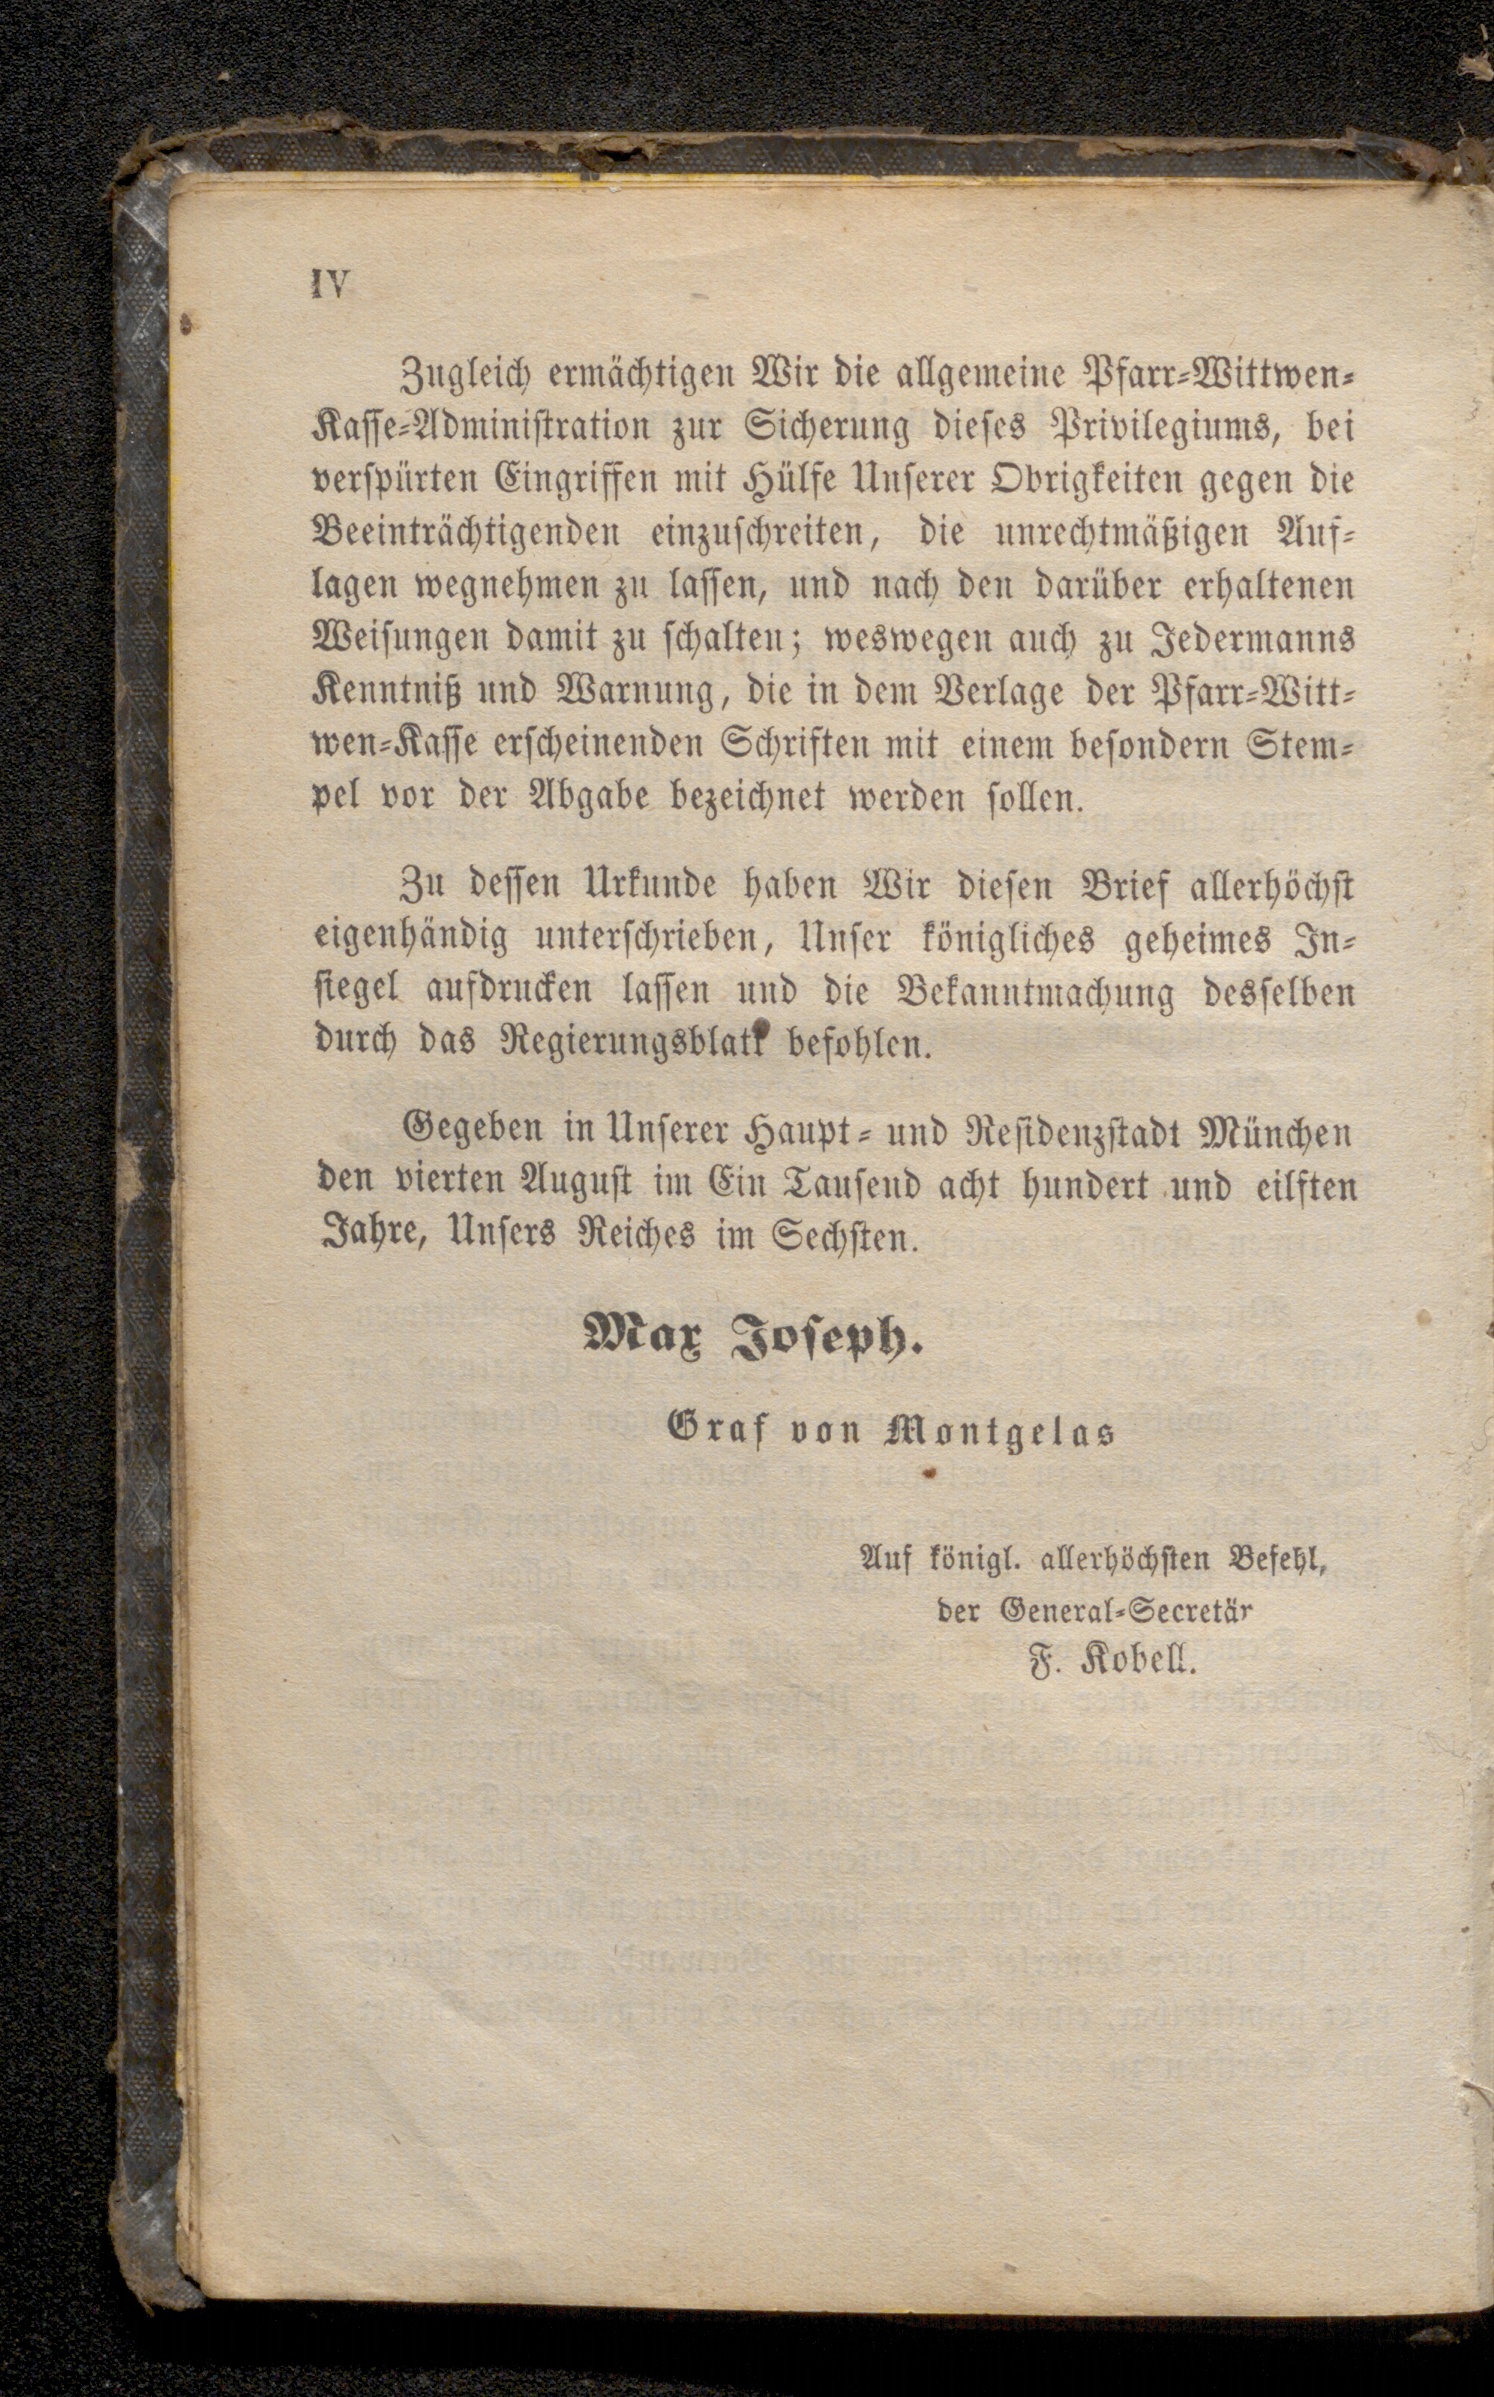 IV
Zugleich ermächtigen Wir die allgemeine Pfarr-Wittwen-
Kasse-Administration zur Sicherung dieses Privilegiums, bei
verspürten Eingriffen mit Hülfe Unserer Obrigkeiten gegen die
Beeinträchtigenden einzuschreiten, die unrechtmäßigen Auf-
lagen wegnehmen zu lassen, und nach den darüber erhaltenen
Weisungen damit zu schalten; weswegen auch zu Jedermanns
Kenntniß und Warnung, die in dem Verlage der Pfarr-Witt-
wen-Kasse erscheinenden Schriften mit einem besondern Stem-
pel vor der Abgabe bezeichnet werden sollen.
Zu dessen Urkunde haben Wir diesen Brief allerhöchst
eigenhändig unterschrieben, Unser königliches geheimes In-
siegel aufdrucken lassen und die Bekanntmachung desselben
durch das Regierungsblatt befohlen.
Gegeben in Unserer Haupt- und Residenzstadt München
den vierten August im Ein Tausend acht hundert und eilften
Jahre, Unsers Reiches im Sechsten.
Max Joseph.
Graf von Montgelas
Auf königl. allerhöchsten Befehl,
der General-Secretär
F. Kobell.